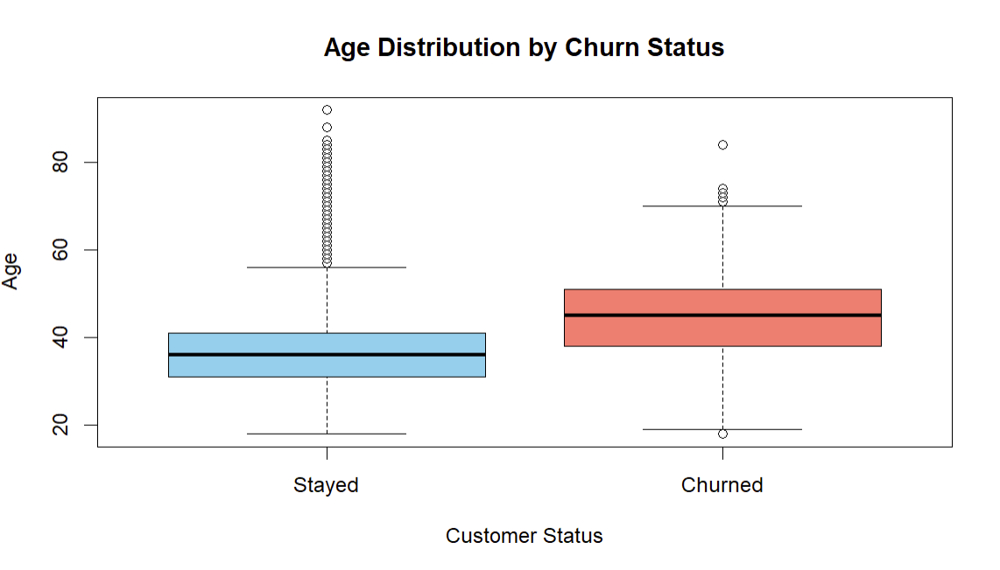 Age Distribution by Churn Status
Age
80
60
40
20
Stayed Churned
Customer Status